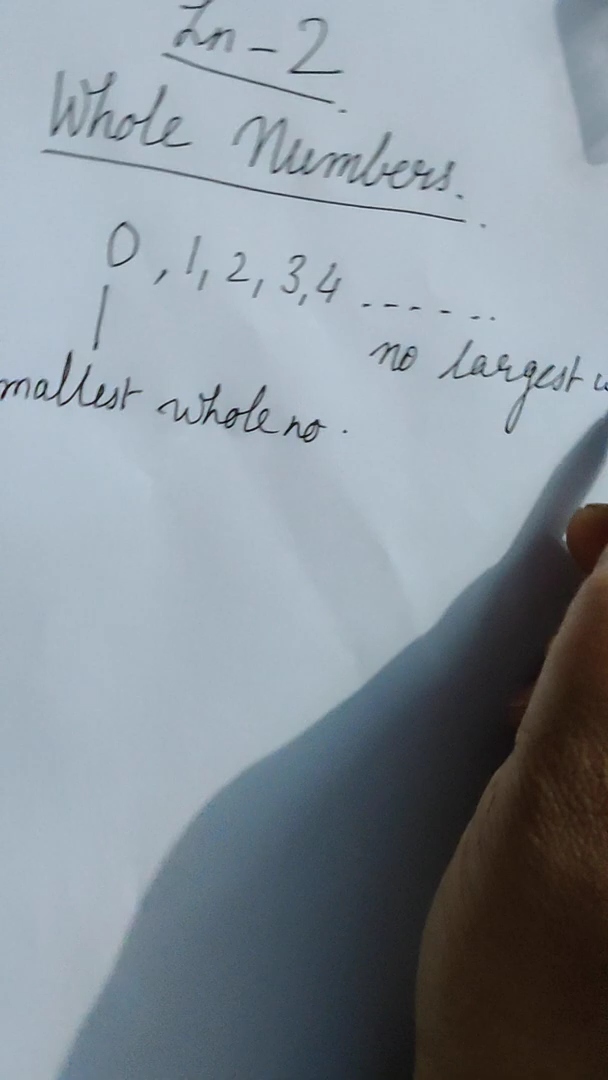 Ln - 2
Whole Numbers.
0, 1, 2, 3, 4 ......
no largest
mallest whole no.